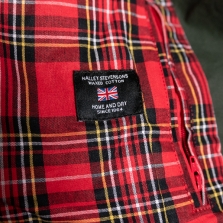 HALLEY STEVENSONS
WAXED COTTON
HOME AND DRY
SINCE 1864